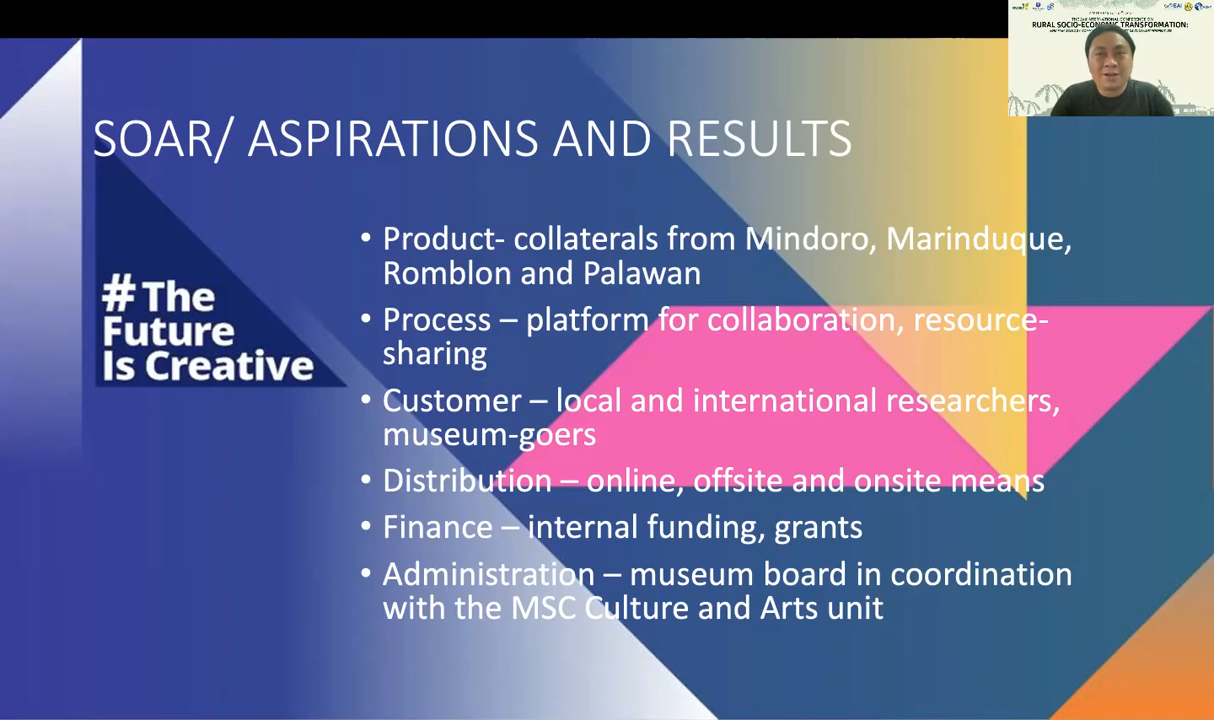 RURAL SOCIO-ECONOMIC TRANSFORMATION:
SOAR/ ASPIRATIONS AND RESULTS
# The
Future
Is Creative
• Product- collaterals from Mindoro, Marinduque,
Romblon and Palawan
• Process – platform for collaboration, resource-
sharing
• Customer – local and international researchers,
museum-goers
• Distribution – online, offsite and onsite means
• Finance – internal funding, grants
• Administration – museum board in coordination
with the MSC Culture and Arts unit